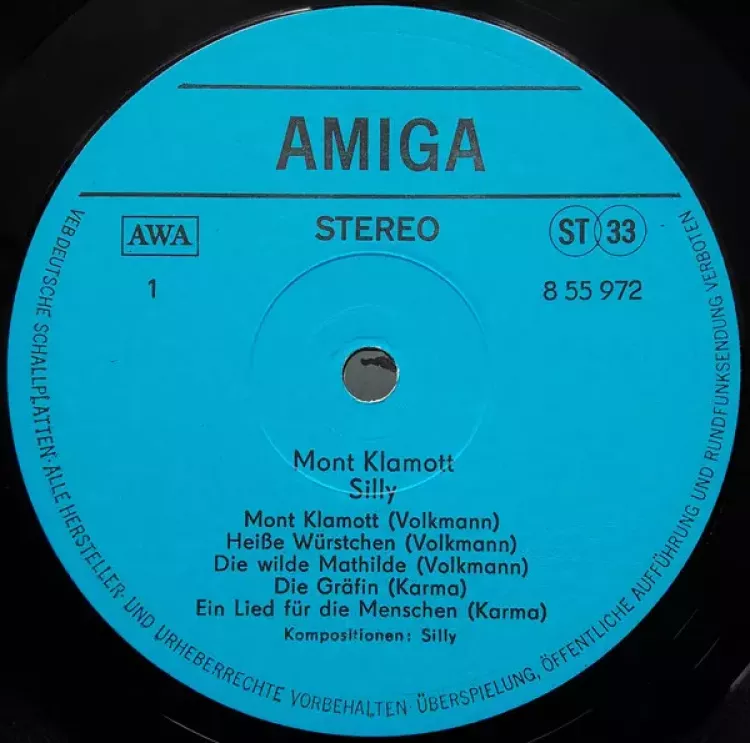 AMIGA
AWA
STEREO
ST 33
1
8 55 972
Mont Klamott
Silly
Mont Klamott (Volkmann)
Heiße Würstchen (Volkmann)
Die wilde Mathilde (Volkmann)
Die Gräfin (Karma)
Ein Lied für die Menschen (Karma)
Kompositionen: Silly
VEB DEUTSCHE SCHALLPLATTEN · ALLE HERSTELLER- UND URHEBERRECHTE VORBEHALTEN · ÜBERSPIELUNG, ÖFFENTLICHE AUFFÜHRUNG UND RUNDFUNKSENDUNG VERBOTEN